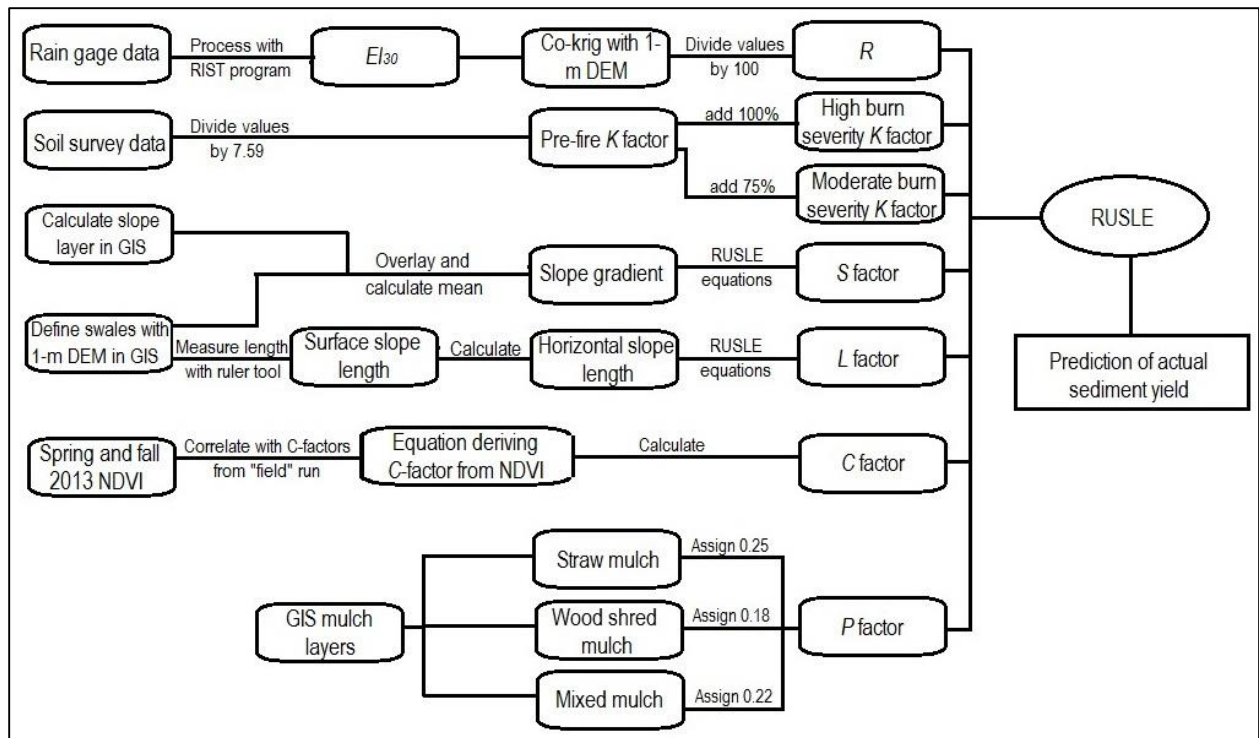 Rain gage data
Process with
RIST program
EI30
Co-krig with 1-
m DEM
Divide values
by 100
R
Soil survey data
Divide values
by 7.59
Pre-fire K factor
add 100%
High burn
severity K factor
add 75%
Moderate burn
severity K factor
Calculate slope
layer in GIS
Overlay and
calculate mean
Slope gradient
RUSLE
equations
S factor
Define swales with
1-m DEM in GIS
Measure length
with ruler tool
Surface slope
length
Calculate
Horizontal slope
length
RUSLE
equations
L factor
Spring and fall
2013 NDVI
Correlate with C-factors
from "field" run
Equation deriving
C-factor from NDVI
Calculate
C factor
GIS mulch
layers
Straw mulch
Assign 0.25
Wood shred
mulch
Assign 0.18
Mixed mulch
Assign 0.22
P factor
RUSLE
Prediction of actual
sediment yield